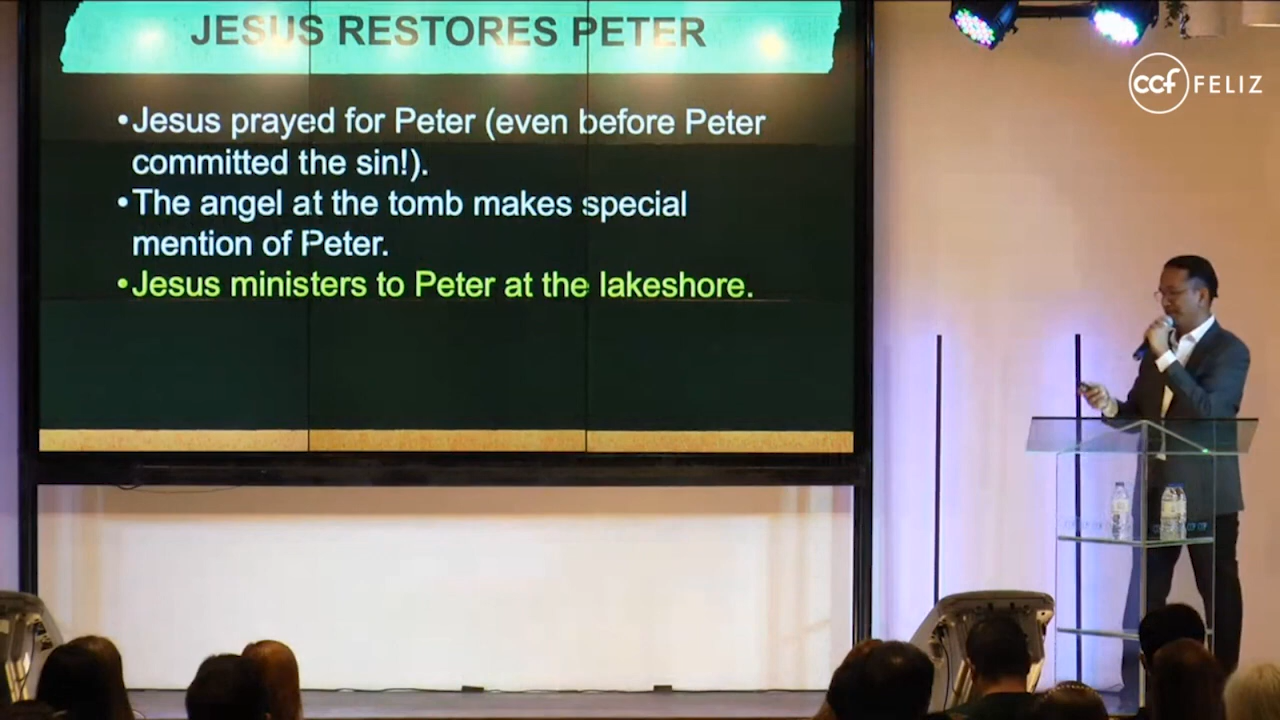 JESUS RESTORES PETER
ccf FELIZ
•Jesus prayed for Peter (even before Peter
committed the sin!).
•The angel at the tomb makes special
mention of Peter.
•Jesus ministers to Peter at the lakeshore.